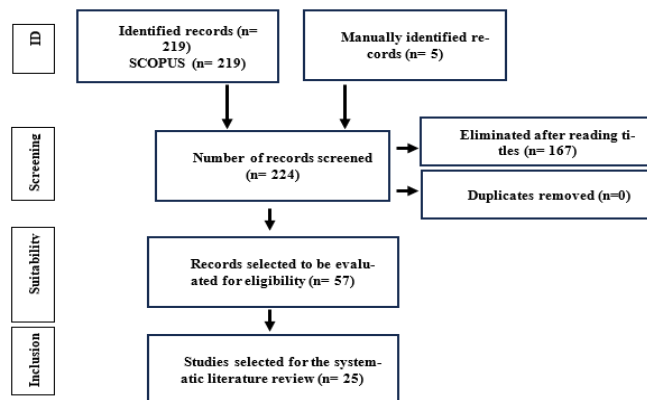 ID
Identified records (n=
219)
SCOPUS (n= 219)
Manually identified re-
cords (n= 5)
Screening
Number of records screened
(n= 224)
Eliminated after reading ti-
tles (n= 167)
Duplicates removed (n=0)
Suitability
Records selected to be evalu-
ated for eligibility (n= 57)
Inclusion
Studies selected for the system-
atic literature review (n= 25)